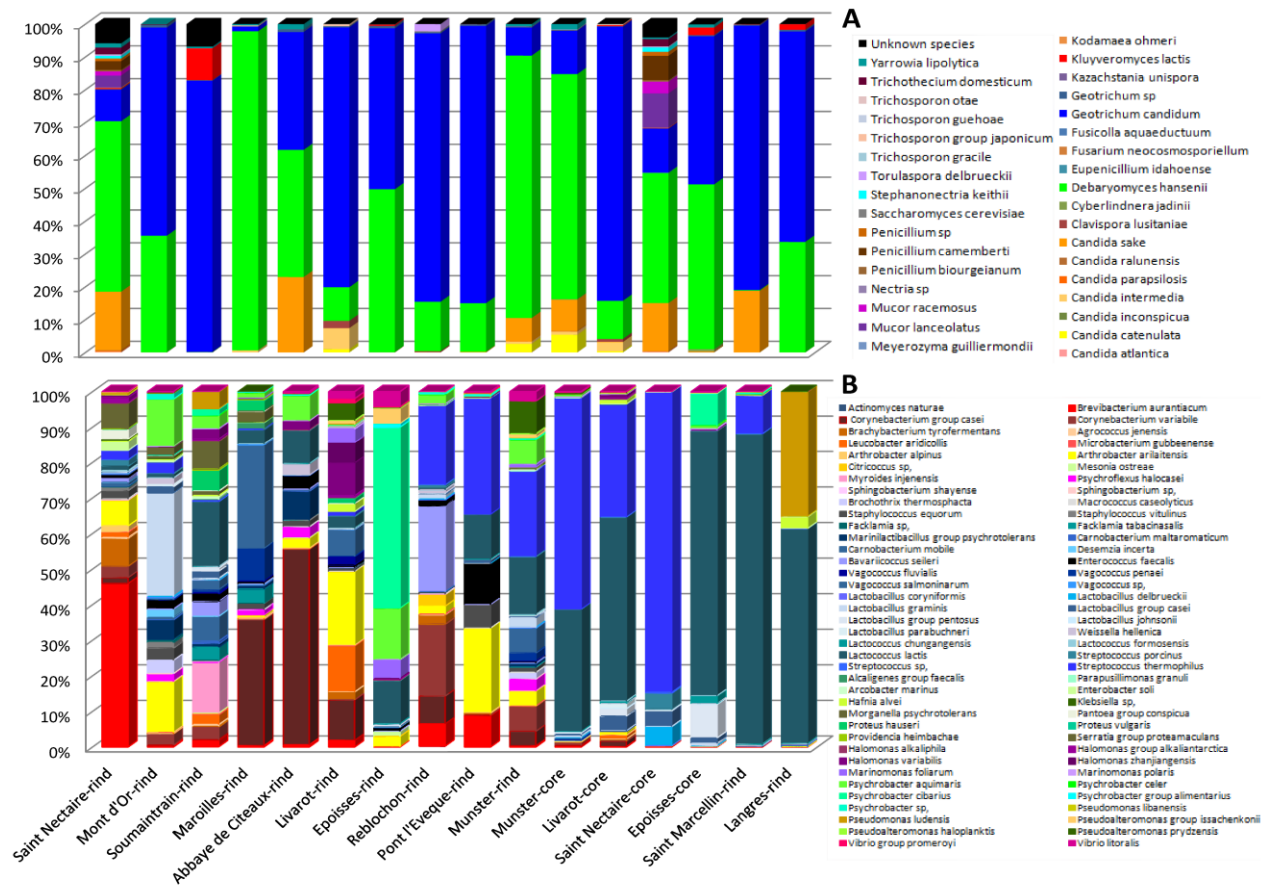 A
100%
90%
80%
70%
60%
50%
40%
30%
20%
10%
0%
Unknown species
Yarrowia lipolytica
Trichothecium domesticum
Trichosporon otae
Trichosporon guehoae
Trichosporon group japonicum
Trichosporon gracile
Torulaspora delbrueckii
Stephanonectria keithii
Saccharomyces cerevisiae
Penicillium sp
Penicillium camemberti
Penicillium biourgeianum
Nectria sp
Mucor racemosus
Mucor lanceolatus
Meyerozyma guilliermondii
Kodamaea ohmeri
Kluyveromyces lactis
Kazachstania unispora
Geotrichum sp
Geotrichum candidum
Fusicolla aquaeductuum
Fusarium neocosmosporiellum
Eupenicillium idahoense
Debaryomyces hansenii
Cyberlindnera jadinii
Clavispora lusitaniae
Candida sake
Candida ralunensis
Candida parapsilosis
Candida intermedia
Candida inconspicua
Candida catenulata
Candida atlantica
B
100%
90%
80%
70%
60%
50%
40%
30%
20%
10%
0%
Saint Nectaire-rind
Mont d'Or-rind
Soumaintrain-rind
Maroilles-rind
Abbaye de Citeaux-rind
Livarot-rind
Epoisses-rind
Reblochon-rind
Pont l'Eveque-rind
Munster-rind
Munster-core
Livarot-core
Saint Nectaire-core
Epoisses-core
Saint Marcellin-rind
Langres-rind
Actinomyces naturae
Corynebacterium group casei
Brachybacterium tyrofermentans
Leucobacter aridicollis
Arthrobacter alpinus
Citricoccus sp,
Myroides injenensis
Sphingobacterium shayense
Brochothrix thermosphacta
Staphylococcus equorum
Facklamia sp,
Marinilactibacillus group psychrotolerans
Carnobacterium mobile
Bavariicoccus seileri
Vagococcus fluvialis
Vagococcus salmoninarum
Lactobacillus coryniformis
Lactobacillus graminis
Lactobacillus group pentosus
Lactobacillus parabuchneri
Lactococcus chungangensis
Lactococcus lactis
Streptococcus sp,
Alcaligenes group faecalis
Arcobacter marinus
Hafnia alvei
Morganella psychrotolerans
Proteus hauseri
Providencia heimbachae
Halomonas alkaliphila
Halomonas variabilis
Marinomonas foliarum
Psychrobacter aquimaris
Psychrobacter cibarius
Psychrobacter sp,
Pseudomonas ludensis
Pseudoalteromonas haloplanktis
Vibrio group promeroyi
Brevibacterium aurantiacum
Corynebacterium variabile
Agrococcus jenensis
Microbacterium gubbeenense
Arthrobacter arilaitensis
Mesonia ostreae
Psychroflexus halocasei
Sphingobacterium sp,
Macrococcus caseolyticus
Staphylococcus vitulinus
Facklamia tabacinasalis
Carnobacterium maltaromaticum
Desemzia incerta
Enterococcus faecalis
Vagococcus penaei
Vagococcus sp,
Lactobacillus delbrueckii
Lactobacillus group casei
Lactobacillus johnsonii
Weissella hellenica
Lactococcus formosensis
Streptococcus porcinus
Streptococcus thermophilus
Parapusillimonas granuli
Enterobacter soli
Klebsiella sp,
Pantoea group conspicua
Proteus vulgaris
Serratia group proteamaculans
Halomonas group alkaliantarctica
Halomonas zhanjiangensis
Marinomonas polaris
Psychrobacter celer
Psychrobacter group alimentarius
Pseudomonas libanensis
Pseudoalteromonas group issachenkonii
Pseudoalteromonas prydzensis
Vibrio litoralis